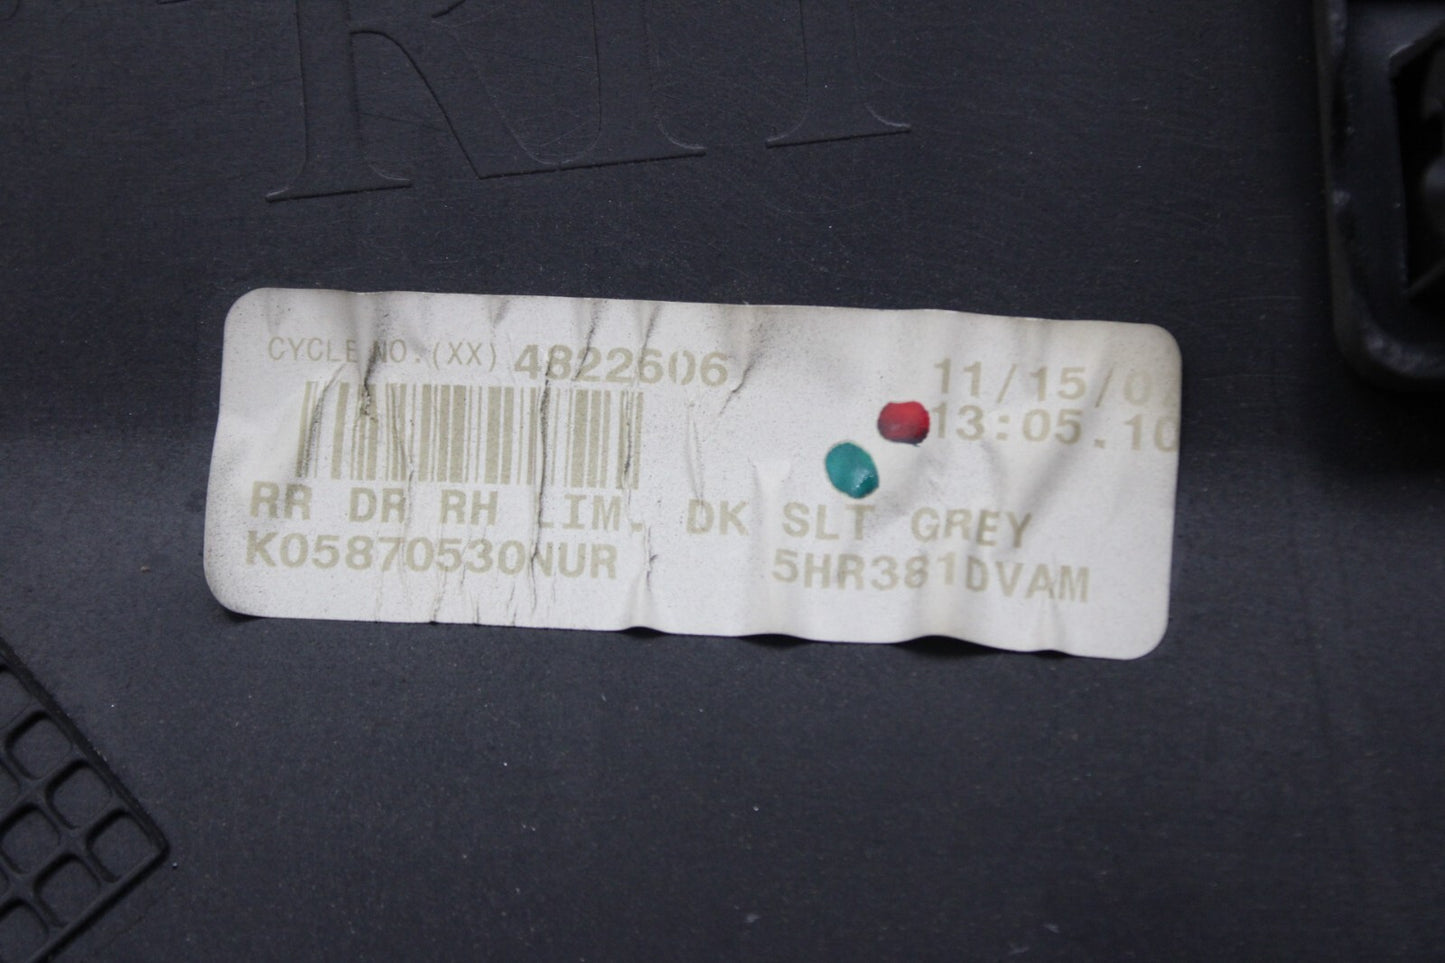 RH
CYCLE NO.(XX) 4822606
11/15/0
13:05.10
RR DR RH LIM. DK SLT GREY
K05870530NUR 5HR381DVAM